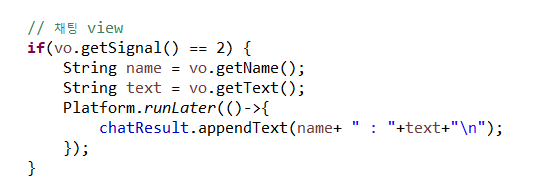 // 채팅 view
if(vo.getSignal() == 2) {
    String name = vo.getName();
    String text = vo.getText();
    Platform.runLater(()->{
        chatResult.appendText(name+ " : "+text+"\n");
    });
}